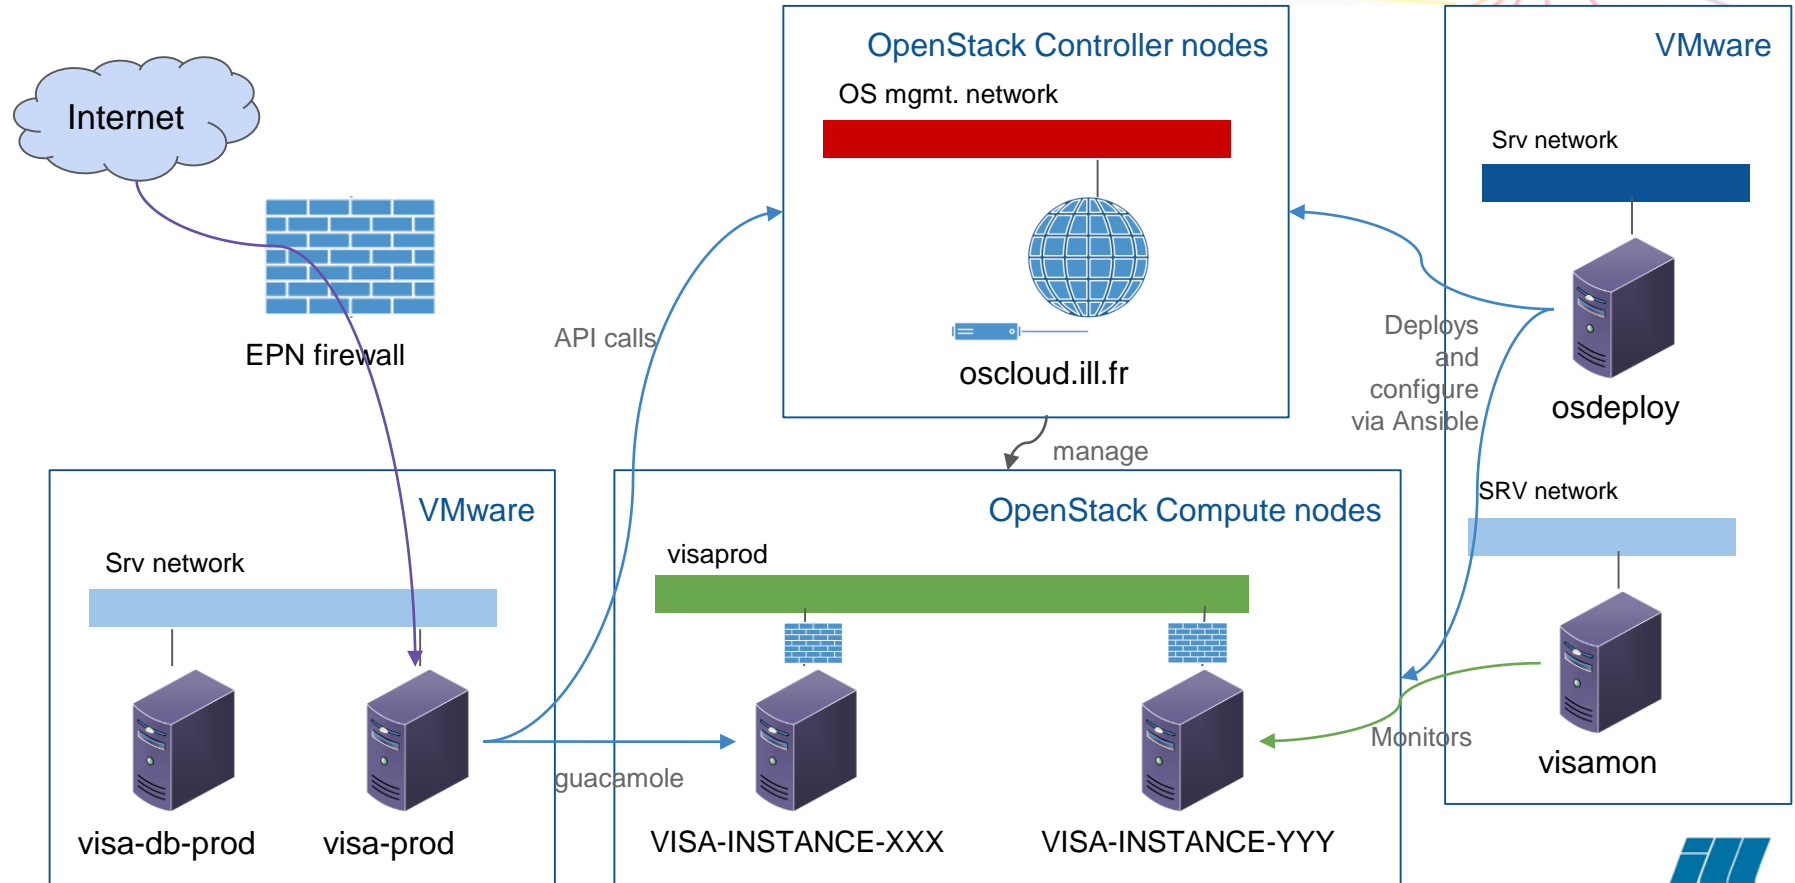 OpenStack Controller nodes
VMware
OS mgmt. network
Internet
Srv network
API calls
EPN firewall
oscloud.ill.fr
Deploys
and
configure
via Ansible
osdeploy
manage
VMware
OpenStack Compute nodes
SRV network
Srv network
visaprod
guacamole
Monitors
visamon
visa-db-prod
visa-prod
VISA-INSTANCE-XXX
VISA-INSTANCE-YYY
ill